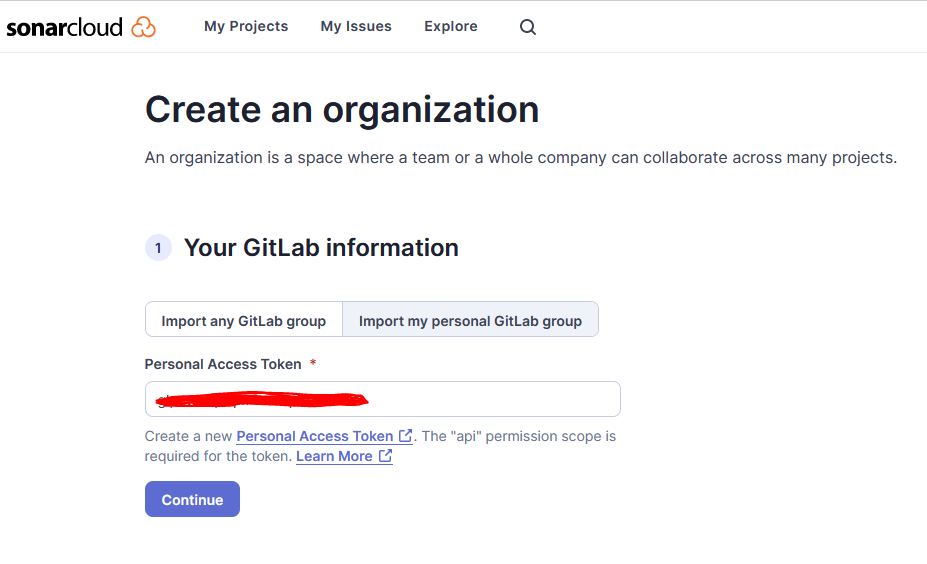 sonarcloud My Projects My Issues Explore
Create an organization
An organization is a space where a team or a whole company can collaborate across many projects.
1 Your GitLab information
Import any GitLab group Import my personal GitLab group
Personal Access Token *
Create a new Personal Access Token. The "api" permission scope is
required for the token. Learn More
Continue